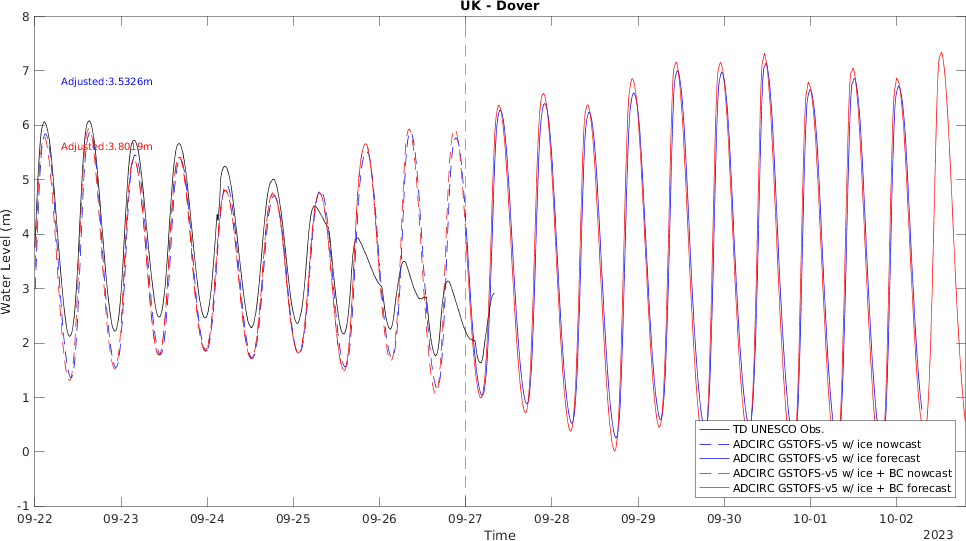 UK - Dover
8
7
6
5
4
3
2
1
0
-1
Water Level (m)
Adjusted:3.5326m
Adjusted:3.8019m
TD UNESCO Obs.
ADCIRC GSTOFS-v5 w/ ice nowcast
ADCIRC GSTOFS-v5 w/ ice forecast
ADCIRC GSTOFS-v5 w/ ice + BC nowcast
ADCIRC GSTOFS-v5 w/ ice + BC forecast
09-22 09-23 09-24 09-25 09-26 09-27 09-28 09-29 09-30 10-01 10-02
Time
2023